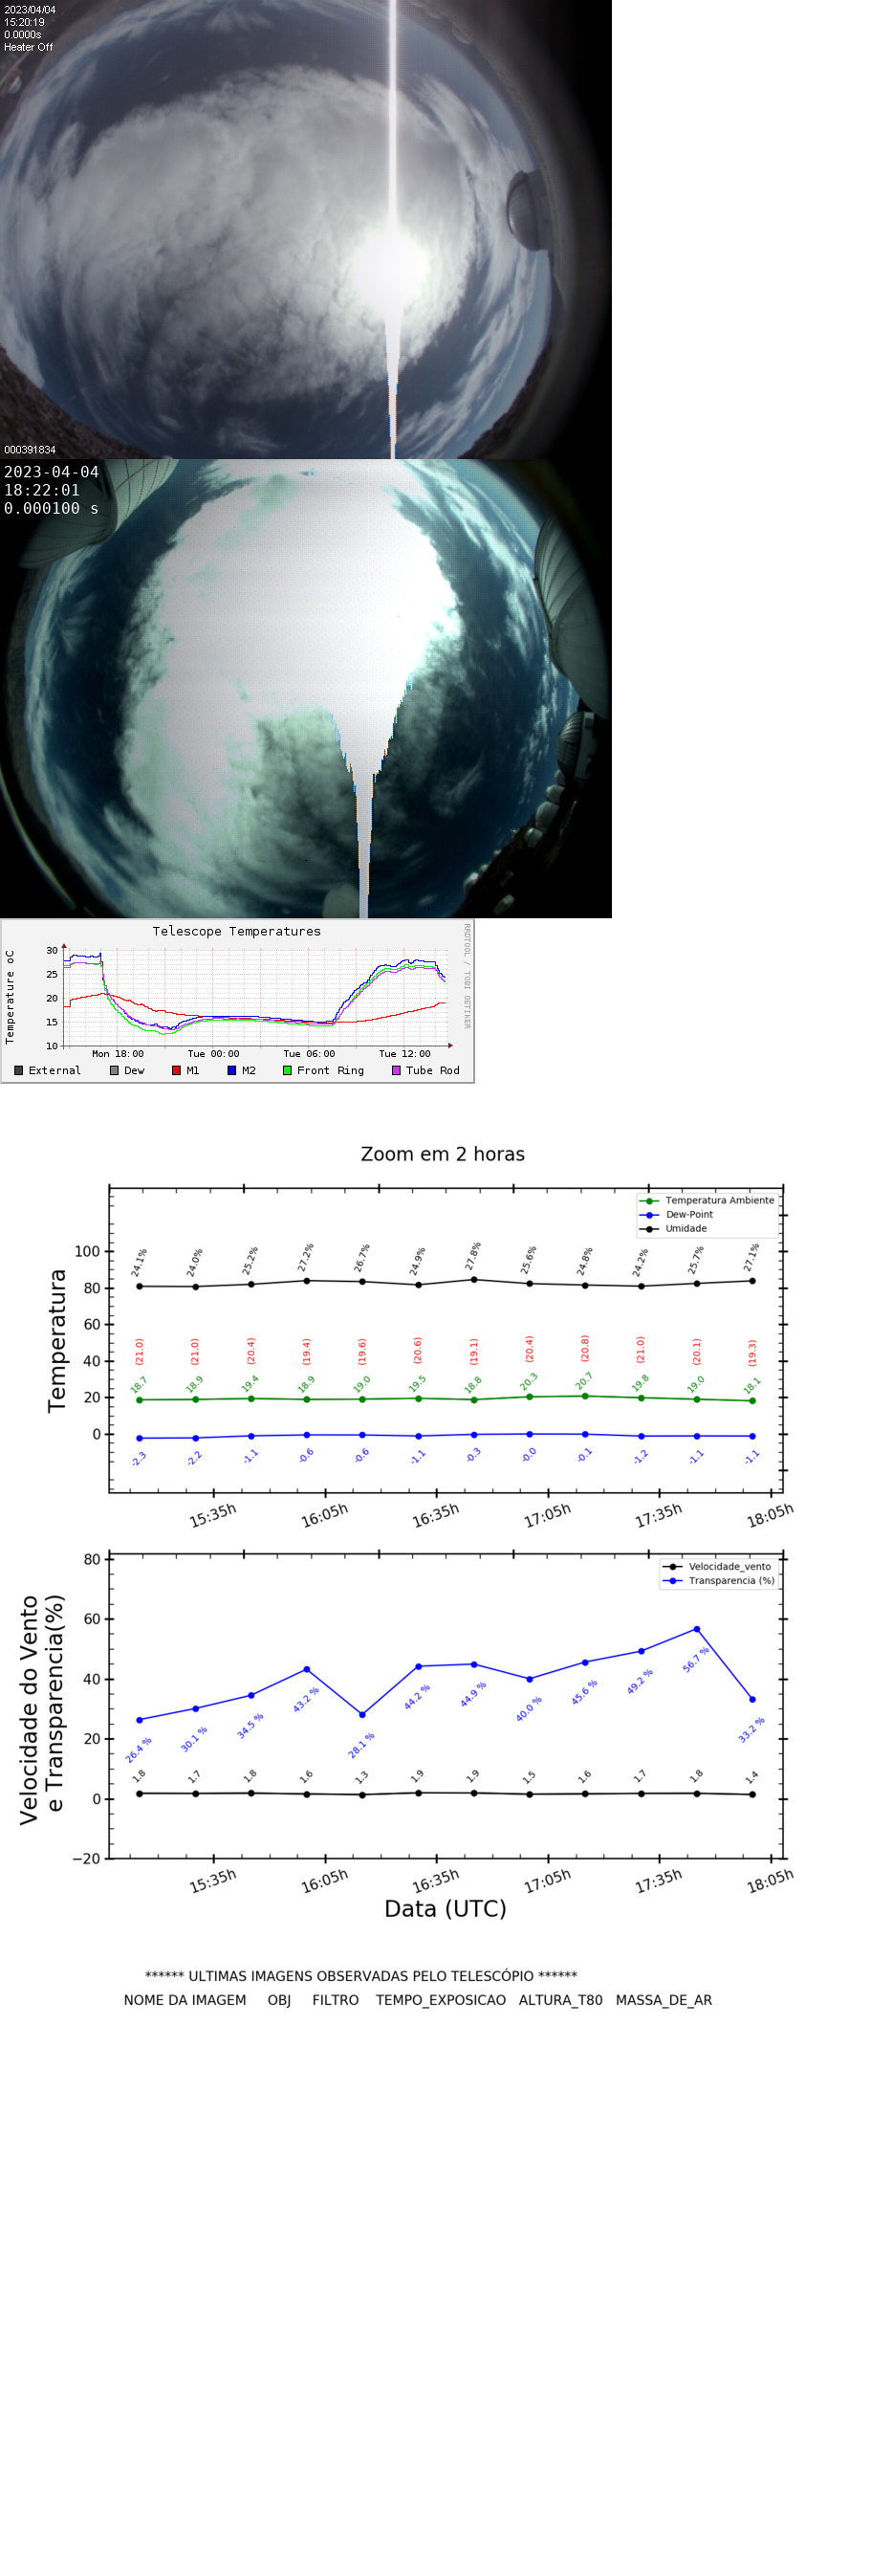 2023/04/04
15:20:19
0.0000s
Heater Off
000391834
2023-04-04
18:22:01
0.000100 s
Telescope Temperatures
RRDTOOL / TOBI OETIKER
Temperature oC
30
25
20
15
10
Mon 18:00 Tue 00:00 Tue 06:00 Tue 12:00
External Dew M1 M2 Front Ring Tube Rod
Zoom em 2 horas
Temperatura Ambiente
Dew-Point
Umidade
Temperatura
100
80
60
40
20
0
24.1% 24.0% 25.2% 27.2% 26.7% 24.9% 27.8% 25.6% 24.8% 24.2% 25.7% 27.1%
(21.0) (21.0) (20.4) (19.4) (19.6) (20.6) (19.1) (20.4) (20.8) (21.0) (20.1) (19.3)
18.7 18.9 19.4 18.9 19.0 19.5 18.8 20.3 20.7 19.8 19.0 18.1
-2.3 -2.2 -1.1 -0.6 -0.6 -1.1 -0.3 -0.0 -0.1 -1.2 -1.1 -1.1
15:35h 16:05h 16:35h 17:05h 17:35h 18:05h
Velocidade_vento
Transparencia (%)
Velocidade do Vento
e Transparencia(%)
80
60
40
20
0
−20
26.4 % 30.1 % 34.5 % 43.2 % 28.1 % 44.2 % 44.9 % 40.0 % 45.6 % 49.2 % 56.7 % 33.2 %
1.8 1.7 1.8 1.6 1.3 1.9 1.9 1.5 1.6 1.7 1.8 1.4
15:35h 16:05h 16:35h 17:05h 17:35h 18:05h
Data (UTC)
****** ULTIMAS IMAGENS OBSERVADAS PELO TELESCÓPIO ******
NOME DA IMAGEM OBJ FILTRO TEMPO_EXPOSICAO ALTURA_T80 MASSA_DE_AR